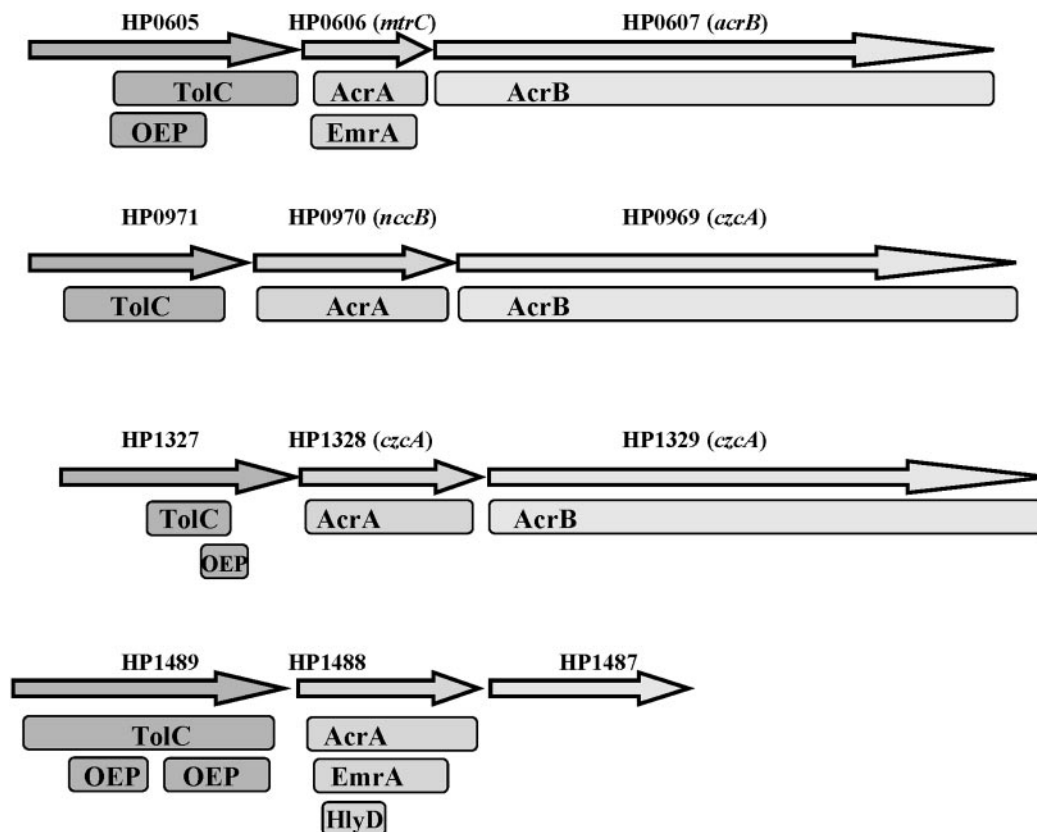 HP0605 HP0606 (mtrC) HP0607 (acrB)
TolC AcrA AcrB
OEP EmrA
HP0971 HP0970 (nccB) HP0969 (czcA)
TolC AcrA AcrB
HP1327 HP1328 (czcA) HP1329 (czcA)
TolC AcrA AcrB
OEP
HP1489 HP1488 HP1487
TolC AcrA
OEP OEP EmrA
HlyD